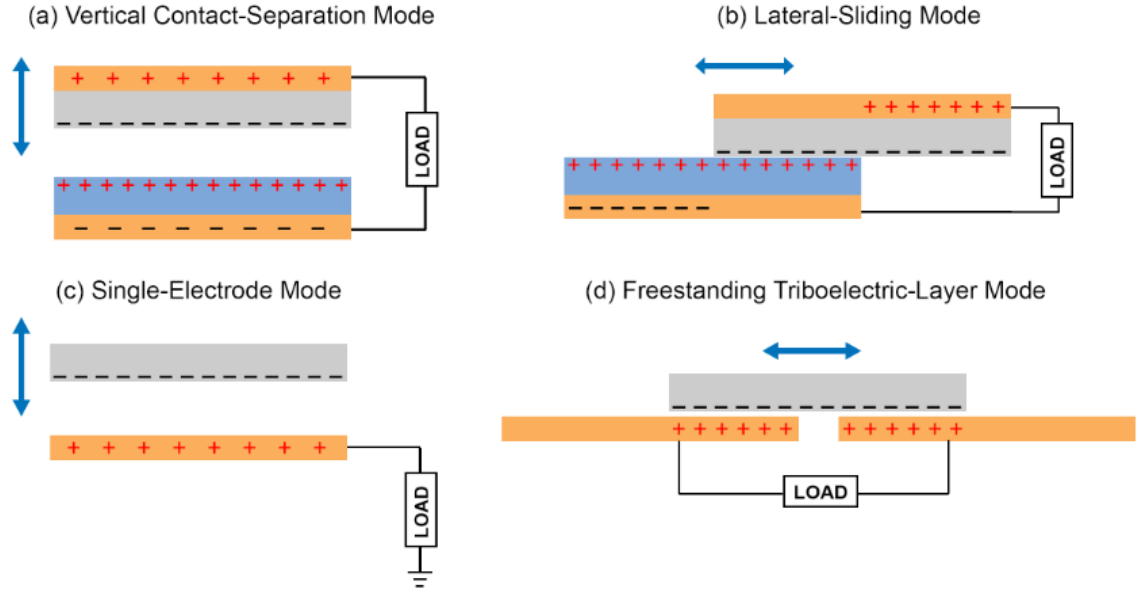 (a) Vertical Contact-Separation Mode
(b) Lateral-Sliding Mode
LOAD
LOAD
(c) Single-Electrode Mode
(d) Freestanding Triboelectric-Layer Mode
LOAD
LOAD